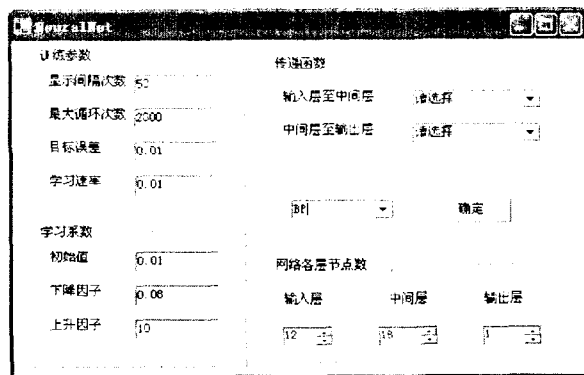 NeuralNet
训练参数
显示间隔次数 50
最大循环次数 2000
目标误差 0.01
学习速率 0.01
学习系数
初始值 0.01
下降因子 0.08
上升因子 10
传递函数
输入层至中间层 请选择
中间层至输出层 请选择
BP 确定
网络各层节点数
输入层 中间层 输出层
12 18 1